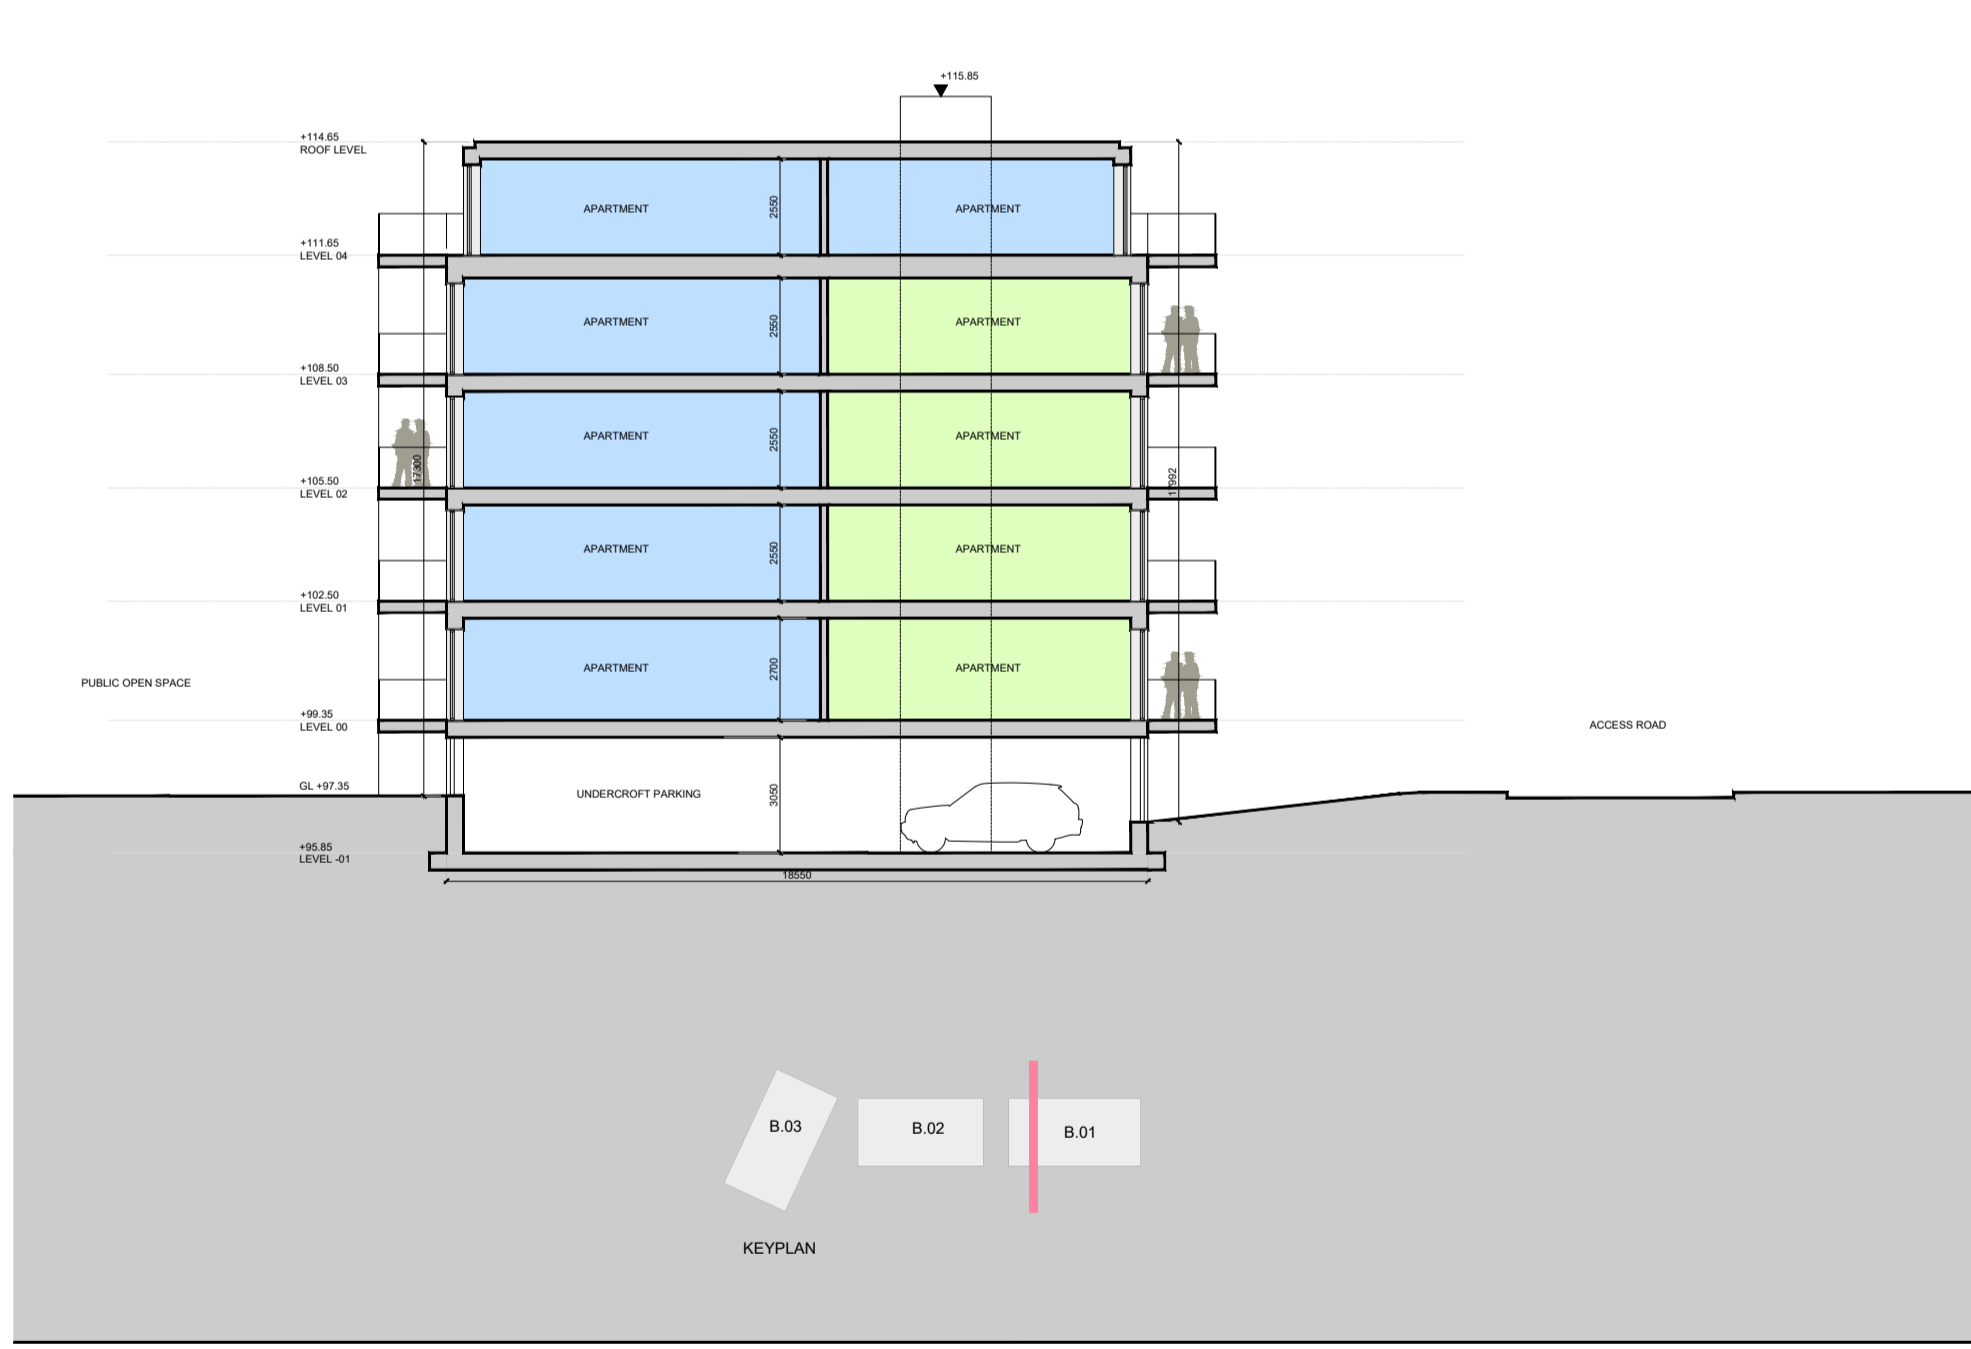 +115.85
+114.65
ROOF LEVEL
APARTMENT
2550
APARTMENT
+111.65
LEVEL 04
APARTMENT
2550
APARTMENT
+108.50
LEVEL 03
APARTMENT
2550
APARTMENT
17300
17992
+105.50
LEVEL 02
APARTMENT
2550
APARTMENT
+102.50
LEVEL 01
APARTMENT
2700
APARTMENT
PUBLIC OPEN SPACE
+99.35
LEVEL 00
ACCESS ROAD
GL +97.35
UNDERCROFT PARKING
3050
+95.85
LEVEL -01
18550
B.03
B.02
B.01
KEYPLAN